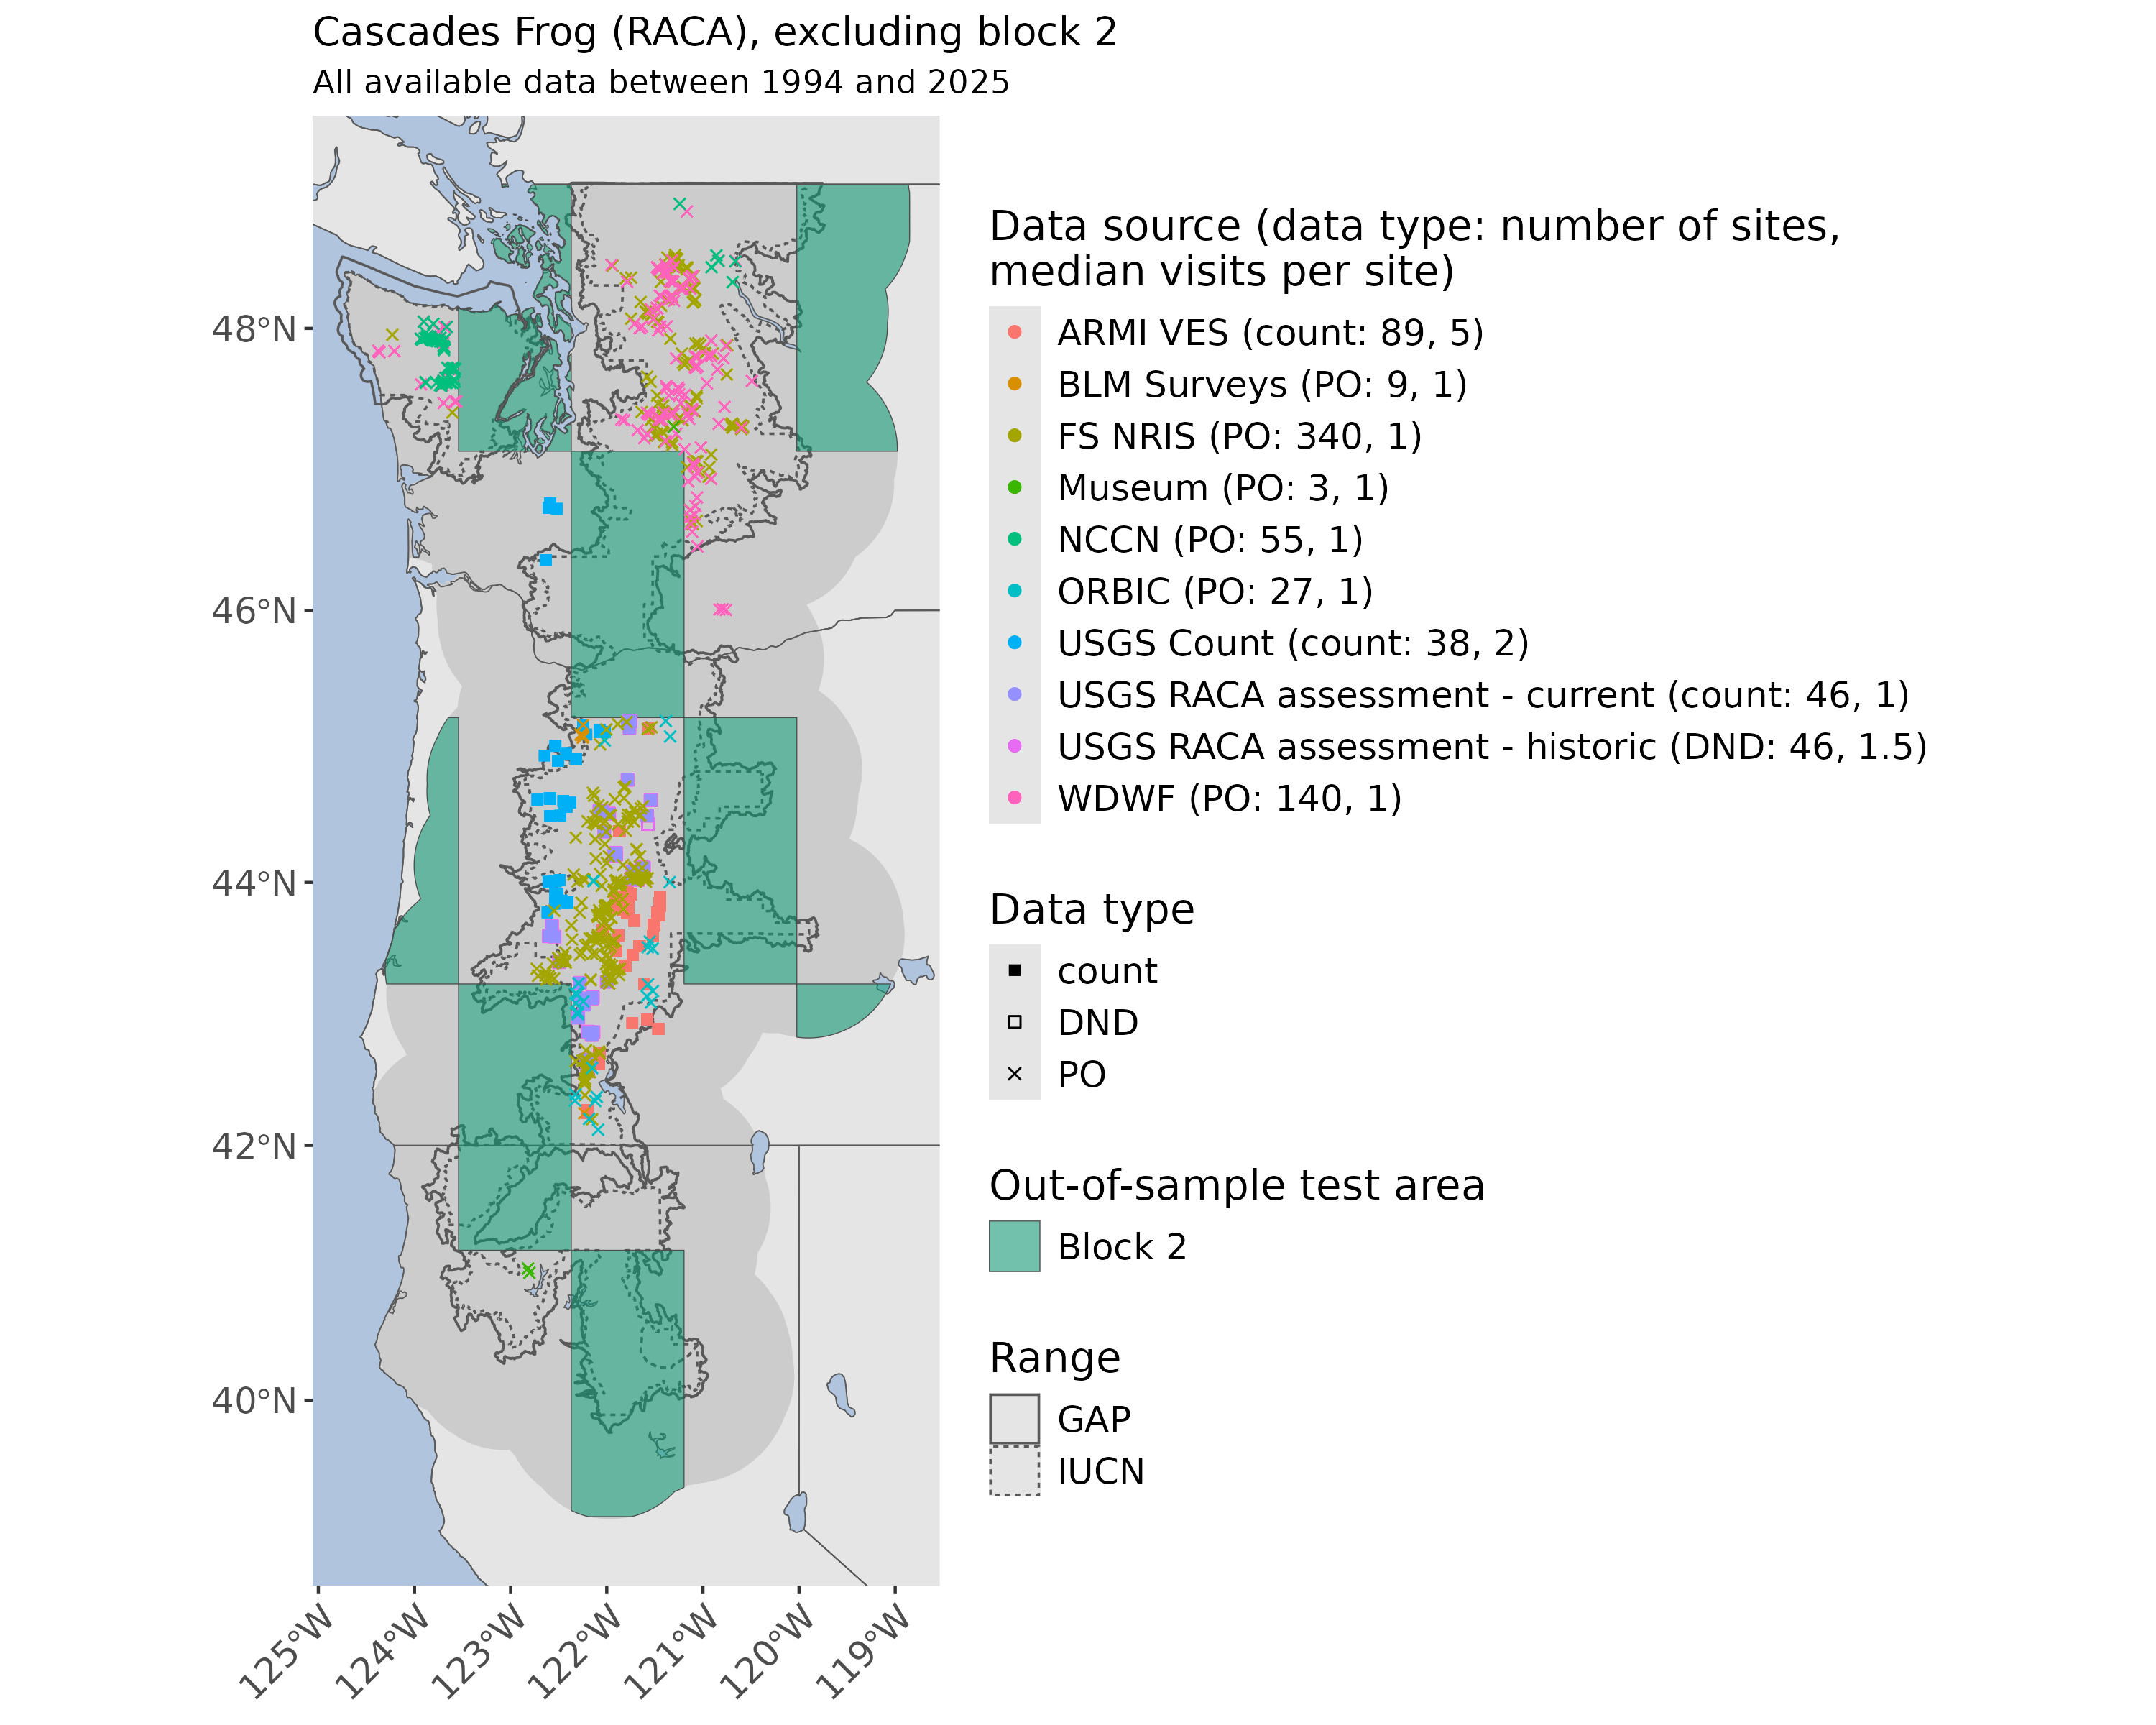 Cascades Frog (RACA), excluding block 2
All available data between 1994 and 2025
48°N
46°N
44°N
42°N
40°N
125°W
124°W
123°W
122°W
121°W
120°W
119°W
Data source (data type: number of sites,
median visits per site)
ARMI VES (count: 89, 5)
BLM Surveys (PO: 9, 1)
FS NRIS (PO: 340, 1)
Museum (PO: 3, 1)
NCCN (PO: 55, 1)
ORBIC (PO: 27, 1)
USGS Count (count: 38, 2)
USGS RACA assessment - current (count: 46, 1)
USGS RACA assessment - historic (DND: 46, 1.5)
WDWF (PO: 140, 1)
Data type
count
DND
PO
Out-of-sample test area
Block 2
Range
GAP
IUCN